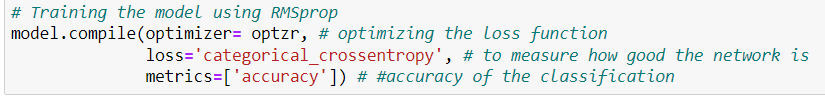 # Training the model using RMSprop
model.compile(optimizer= optzr, # optimizing the loss function
loss='categorical_crossentropy', # to measure how good the network is
metrics=['accuracy']) # #accuracy of the classification